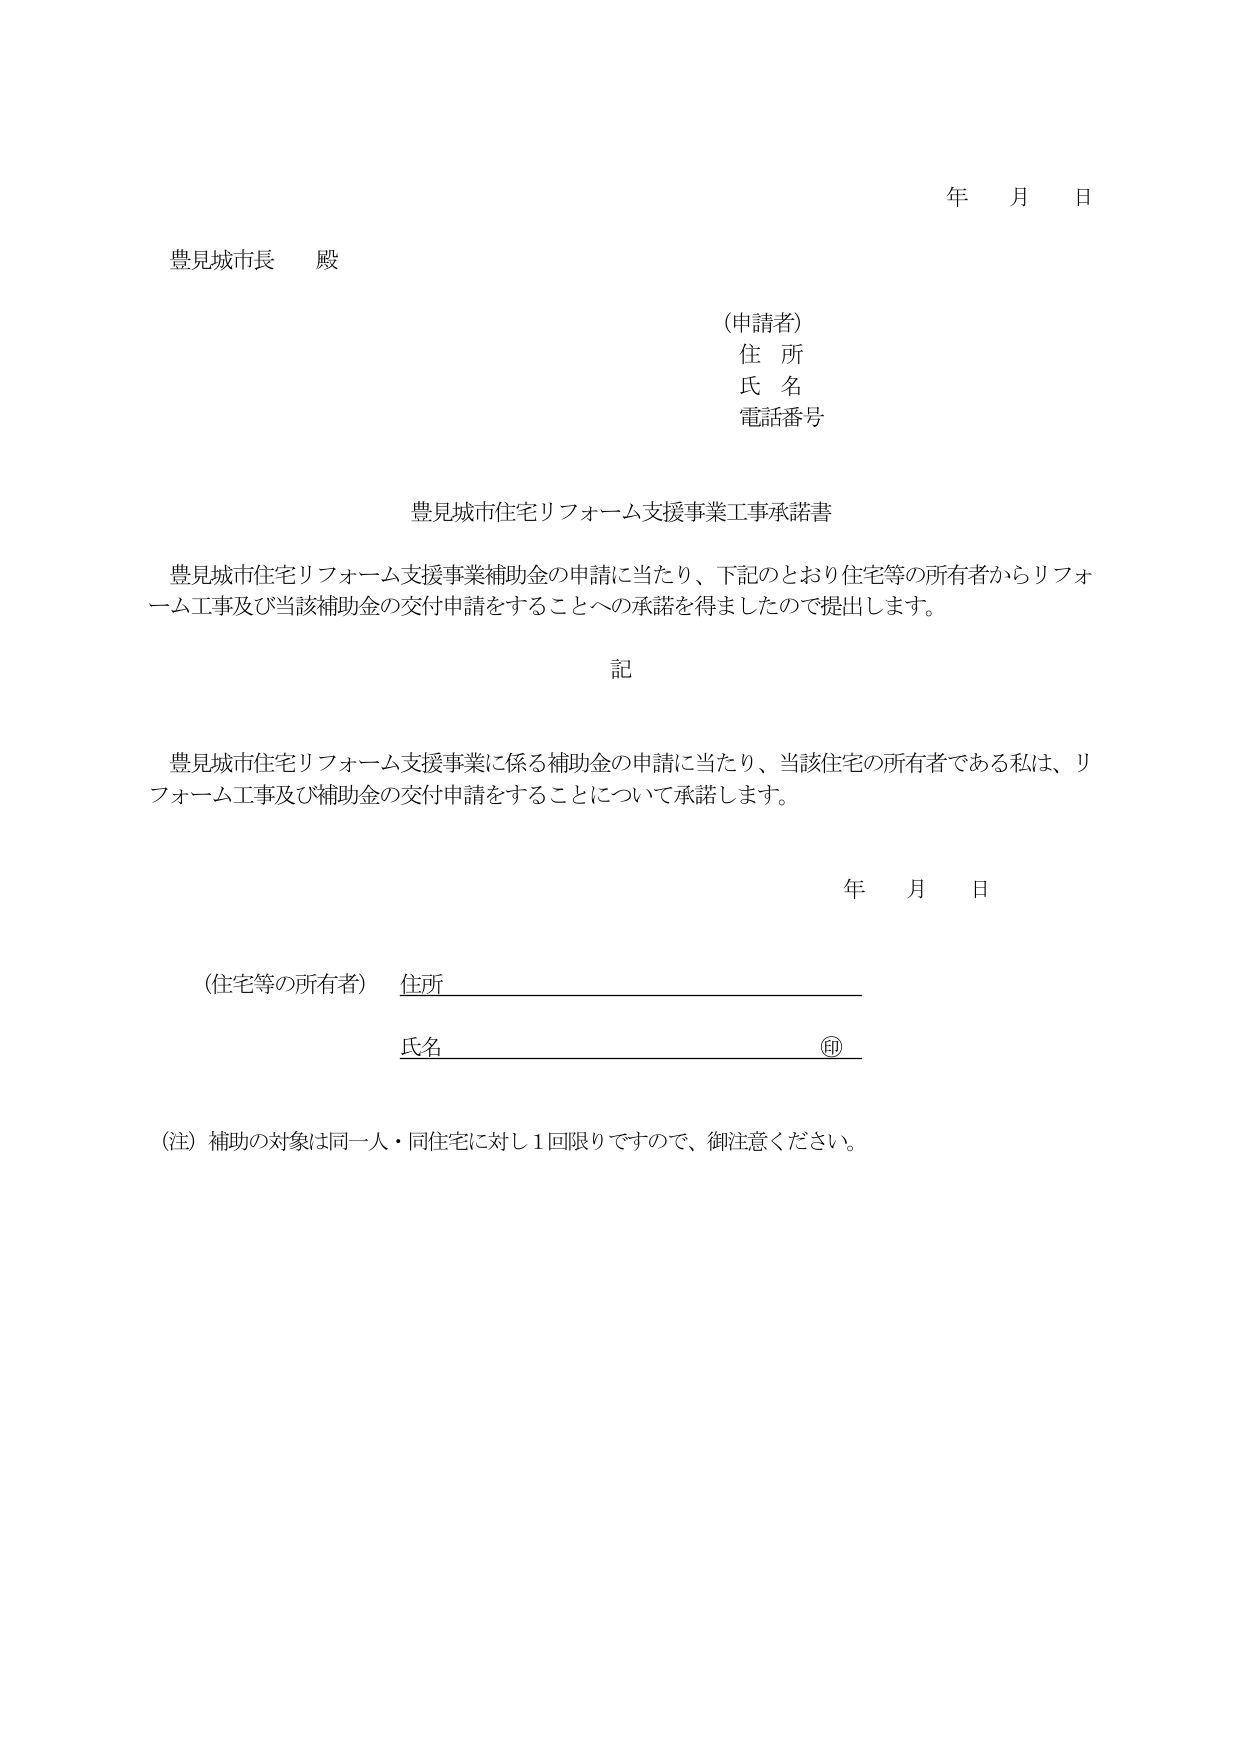 年　　月　　日
豊見城市長　　殿
（申請者）
住　所
氏　名
電話番号
豊見城市住宅リフォーム支援事業工事承諾書
豊見城市住宅リフォーム支援事業補助金の申請に当たり、下記のとおり住宅等の所有者からリフォ
ーム工事及び当該補助金の交付申請をすることへの承諾を得ましたので提出します。
記
豊見城市住宅リフォーム支援事業に係る補助金の申請に当たり、当該住宅の所有者である私は、リ
フォーム工事及び補助金の交付申請をすることについて承諾します。
年　　月　　日
（住宅等の所有者）　住所
氏名　　㊞
（注）補助の対象は同一人・同住宅に対し１回限りですので、御注意ください。